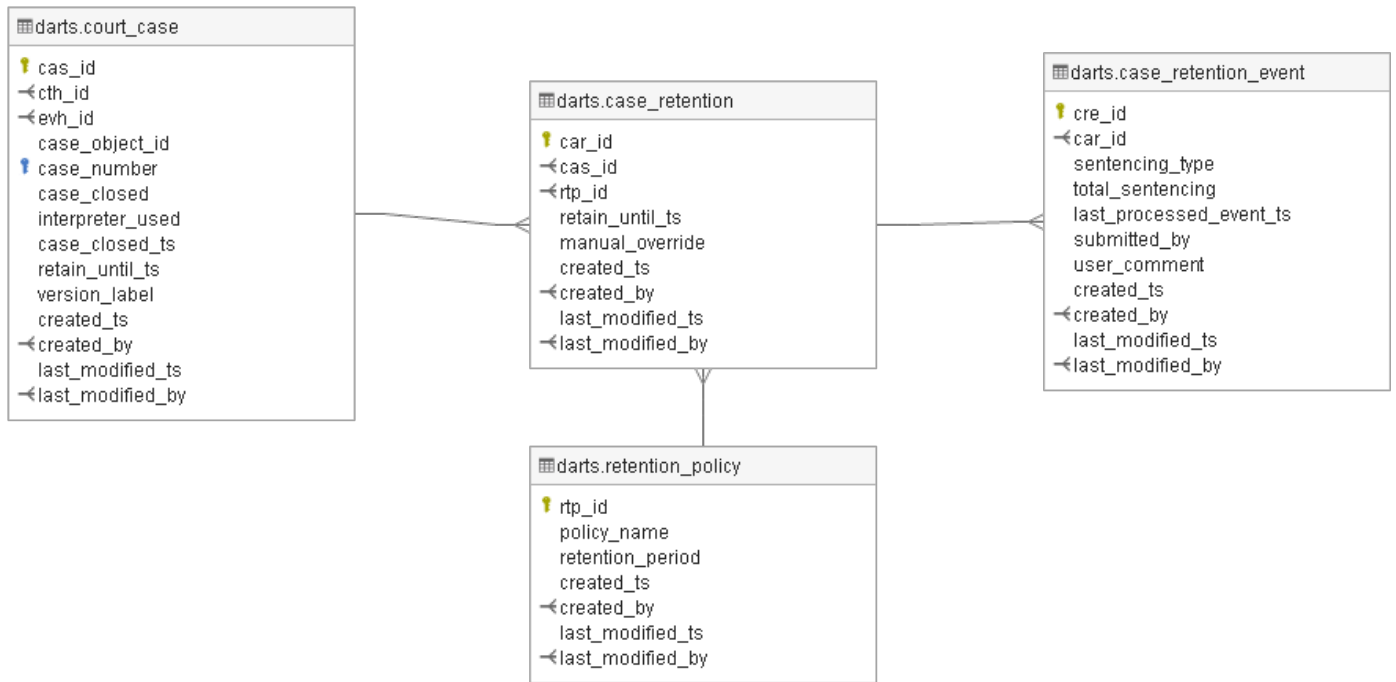 darts.court_case
cas_id
cth_id
evh_id
case_object_id
case_number
case_closed
interpreter_used
case_closed_ts
retain_until_ts
version_label
created_ts
created_by
last_modified_ts
last_modified_by
darts.case_retention
car_id
cas_id
rtp_id
retain_until_ts
manual_override
created_ts
created_by
last_modified_ts
last_modified_by
darts.case_retention_event
cre_id
car_id
sentencing_type
total_sentencing
last_processed_event_ts
submitted_by
user_comment
created_ts
created_by
last_modified_ts
last_modified_by
darts.retention_policy
rtp_id
policy_name
retention_period
created_ts
created_by
last_modified_ts
last_modified_by